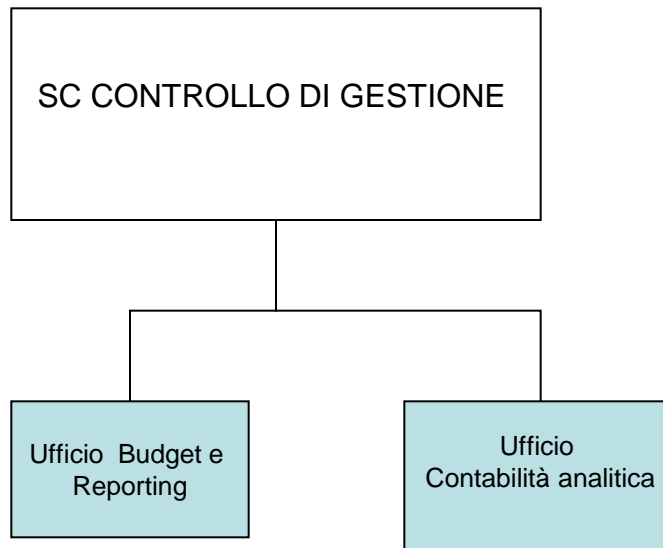 SC CONTROLLO DI GESTIONE
Ufficio Budget e
Reporting
Ufficio
Contabilità analitica